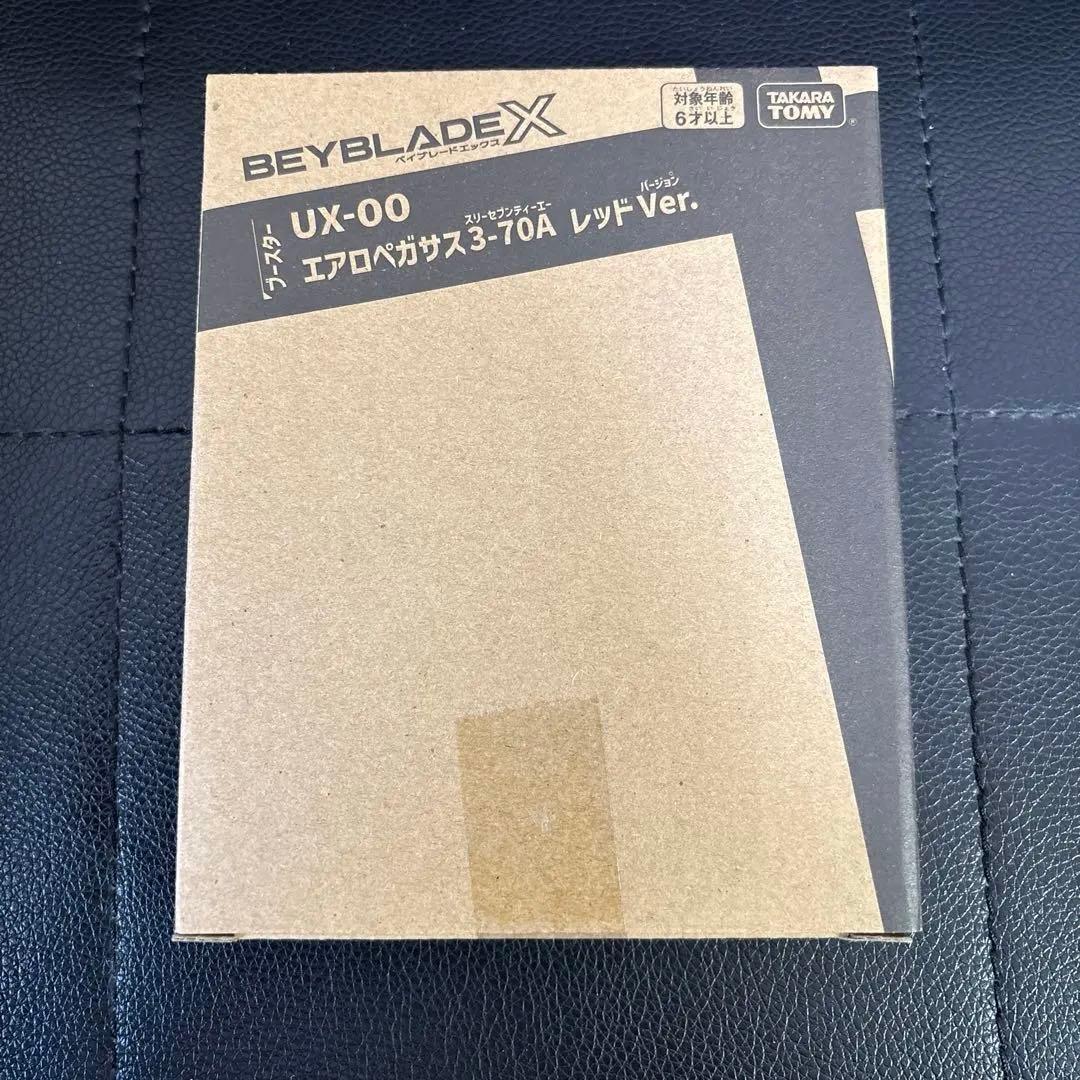 BEYBLADE X
ベイブレードエックス
たいしょうねんれい
対象年齢
さい いじょう
6才以上
TAKARA
TOMY
®
ブースター
UX-00
スリーセブンティーエー
バージョン
エアロペガサス3-70A レッドVer.